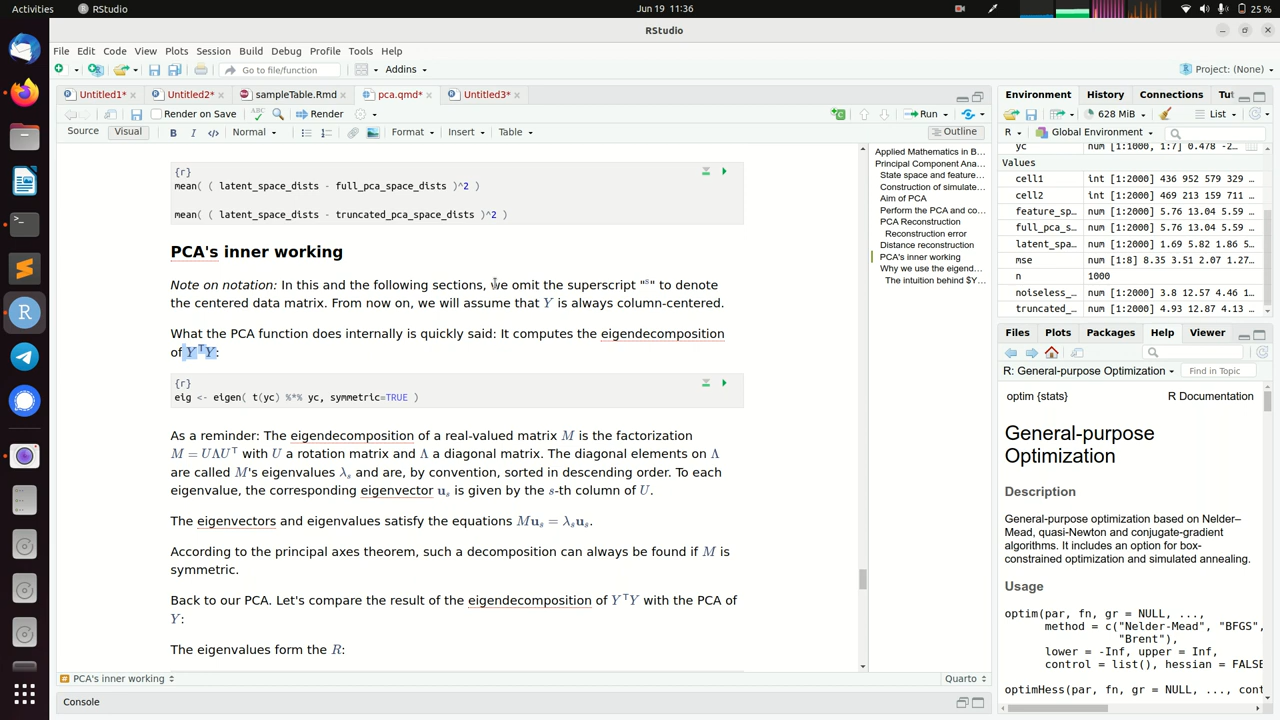 Activities RStudio Jun 19 11:36 25 %
RStudio
File Edit Code View Plots Session Build Debug Profile Tools Help
Go to file/function Addins Project: (None)
Untitled1* Untitled2* sampleTable.Rmd pca.qmd* Untitled3*
Render on Save ABC Render Run
Source Visual B I </> Normal Format Insert Table Outline
{r}
mean( ( latent_space_dists - full_pca_space_dists )^2 )
mean( ( latent_space_dists - truncated_pca_space_dists )^2 )
PCA's inner working
Note on notation: In this and the following sections, we omit the superscript "ˢ" to denote
the centered data matrix. From now on, we will assume that Y is always column-centered.
What the PCA function does internally is quickly said: It computes the eigendecomposition
of Y⊤Y:
{r}
eig <- eigen( t(yc) %*% yc, symmetric=TRUE )
As a reminder: The eigendecomposition of a real-valued matrix M is the factorization
M = UΛU⊤ with U a rotation matrix and Λ a diagonal matrix. The diagonal elements on Λ
are called M's eigenvalues λₛ and are, by convention, sorted in descending order. To each
eigenvalue, the corresponding eigenvector uₛ is given by the s-th column of U.
The eigenvectors and eigenvalues satisfy the equations Muₛ = λₛuₛ.
According to the principal axes theorem, such a decomposition can always be found if M is
symmetric.
Back to our PCA. Let's compare the result of the eigendecomposition of Y⊤Y with the PCA of
Y:
The eigenvalues form the R:
PCA's inner working Quarto
Console
Applied Mathematics in B...
Principal Component Ana...
State space and feature...
Construction of simulate...
Aim of PCA
Perform the PCA and co...
PCA Reconstruction
Reconstruction error
Distance reconstruction
PCA's inner working
Why we use the eigend...
The intuition behind $Y...
Environment History Connections Tut
628 MiB List
R Global Environment
yc num [1:1000, 1:7] 0.478 -2...
Values
cell1 int [1:2000] 436 952 579 329 ...
cell2 int [1:2000] 469 213 159 711 ...
feature_sp... num [1:2000] 5.76 13.04 5.59 ...
full_pca_s... num [1:2000] 5.76 13.04 5.59 ...
latent_spa... num [1:2000] 1.69 5.82 1.86 5...
mse num [1:8] 8.35 3.51 2.07 1.27...
n 1000
noiseless_... num [1:2000] 3.8 12.57 4.46 1...
truncated_... num [1:2000] 4.93 12.87 4.18 ...
Files Plots Packages Help Viewer
R: General-purpose Optimization Find in Topic
optim {stats} R Documentation
General-purpose
Optimization
Description
General-purpose optimization based on Nelder–
Mead, quasi-Newton and conjugate-gradient
algorithms. It includes an option for box-
constrained optimization and simulated annealing.
Usage
optim(par, fn, gr = NULL, ...,
method = c("Nelder-Mead", "BFGS",
"Brent"),
lower = -Inf, upper = Inf,
control = list(), hessian = FALSE
optimHess(par, fn, gr = NULL, ..., cont